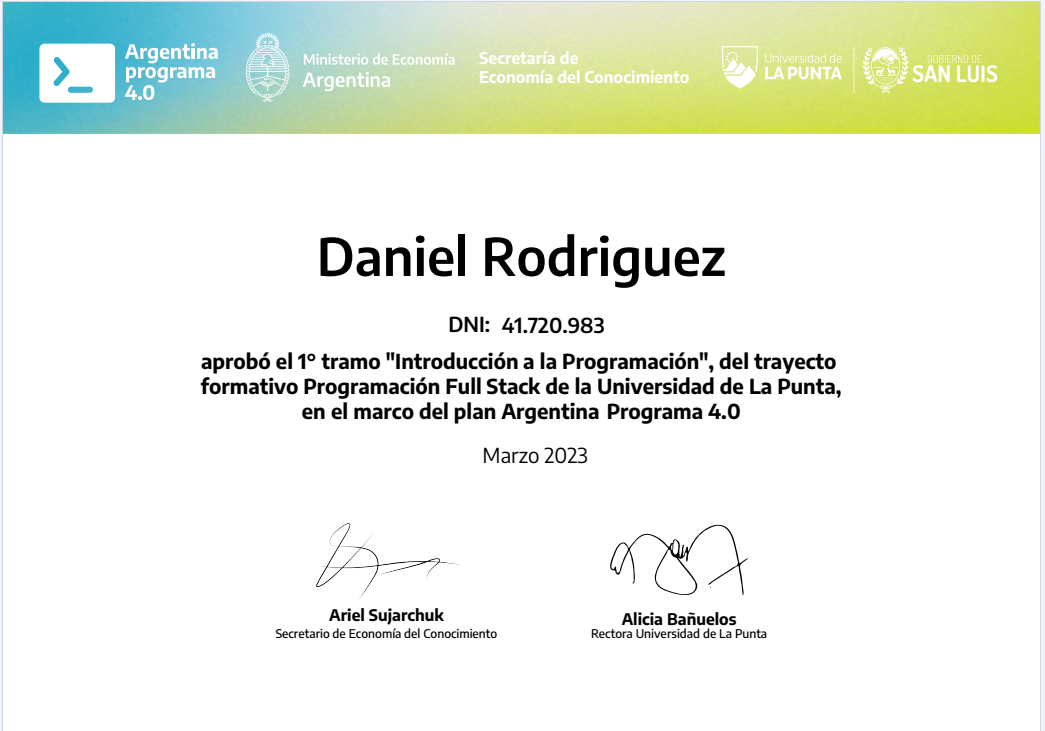 Argentina
programa
4.0
Ministerio de Economía
Argentina
Secretaría de
Economía del Conocimiento
Universidad de
LA PUNTA
GOBIERNO DE
SAN LUIS
Daniel Rodriguez
DNI: 41.720.983
aprobó el 1° tramo "Introducción a la Programación", del trayecto
formativo Programación Full Stack de la Universidad de La Punta,
en el marco del plan Argentina Programa 4.0
Marzo 2023
Ariel Sujarchuk
Secretario de Economía del Conocimiento
Alicia Bañuelos
Rectora Universidad de La Punta